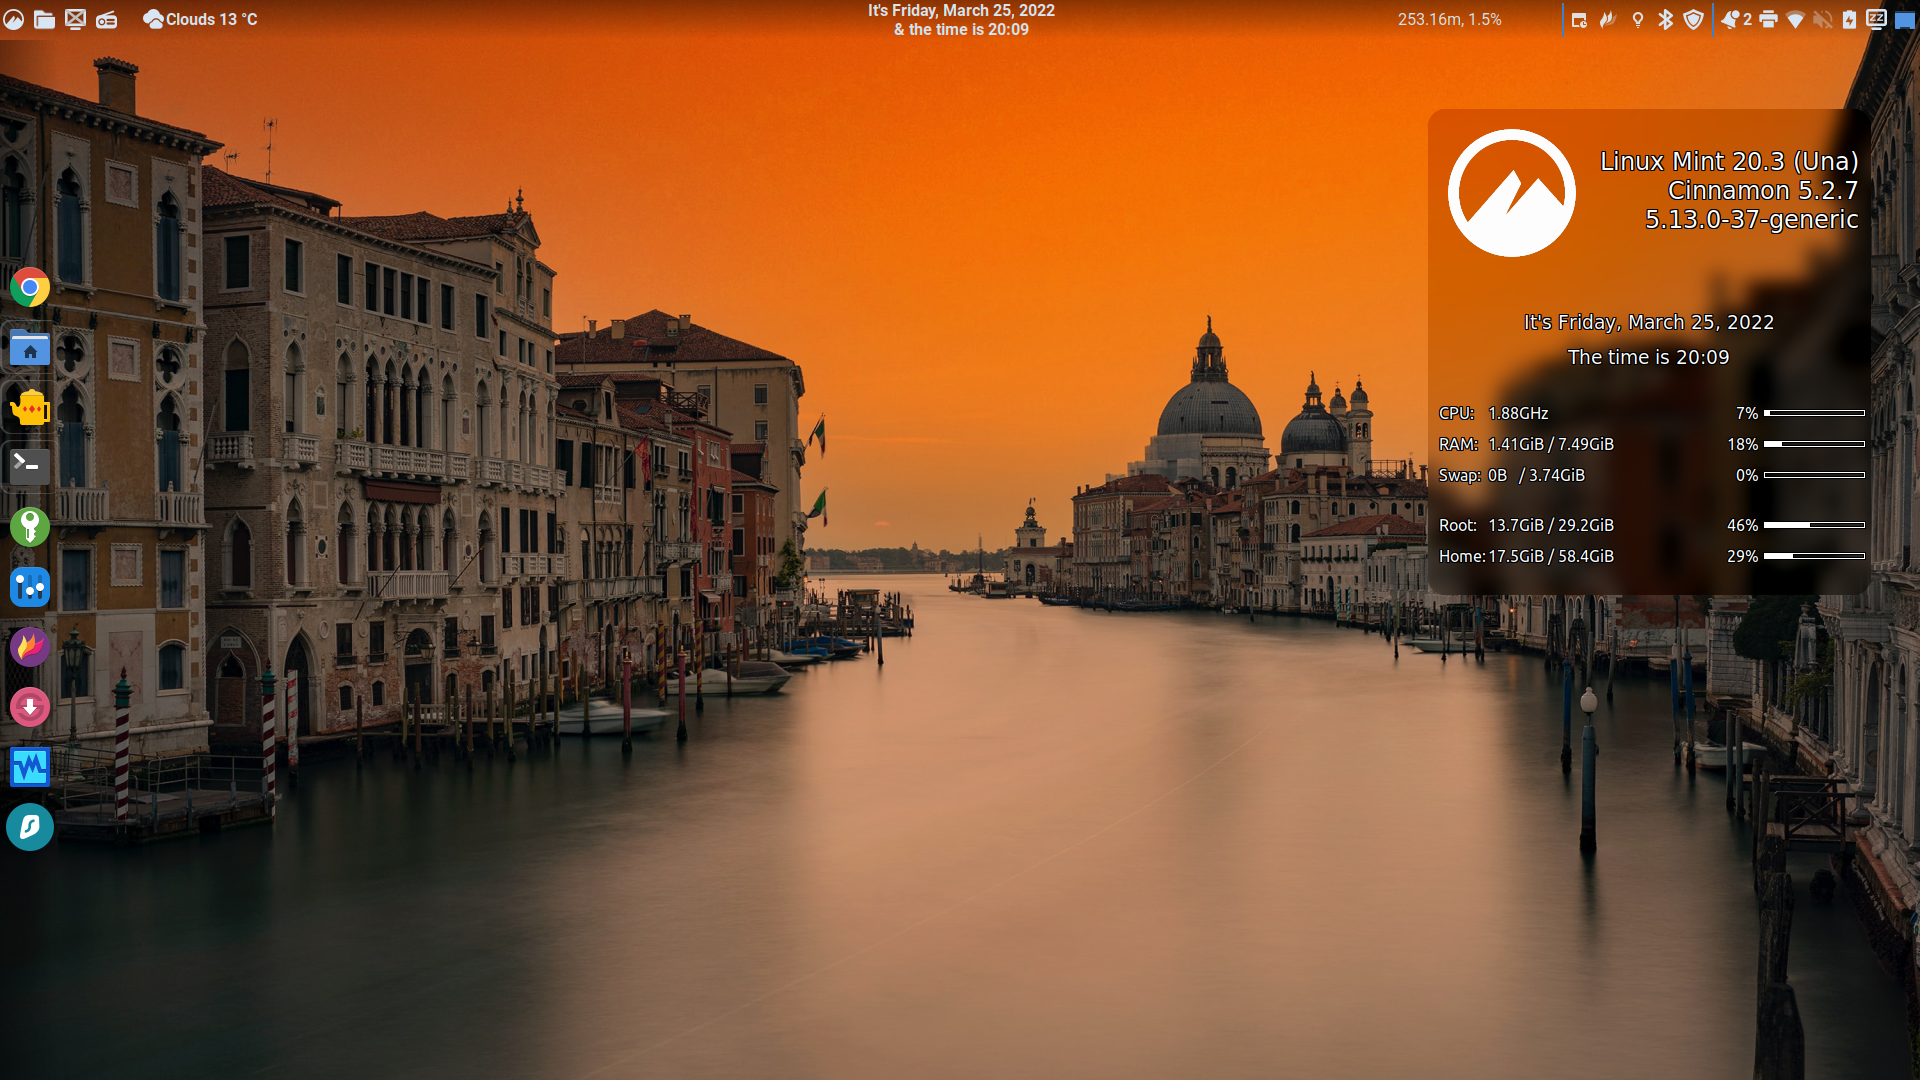 Clouds 13 °C
It's Friday, March 25, 2022
& the time is 20:09
253.16m, 1.5%
2
ZZ
Linux Mint 20.3 (Una)
Cinnamon 5.2.7
5.13.0-37-generic
It's Friday, March 25, 2022
The time is 20:09
CPU: 1.88GHz 7%
RAM: 1.41GiB / 7.49GiB 18%
Swap: 0B / 3.74GiB 0%
Root: 13.7GiB / 29.2GiB 46%
Home: 17.5GiB / 58.4GiB 29%